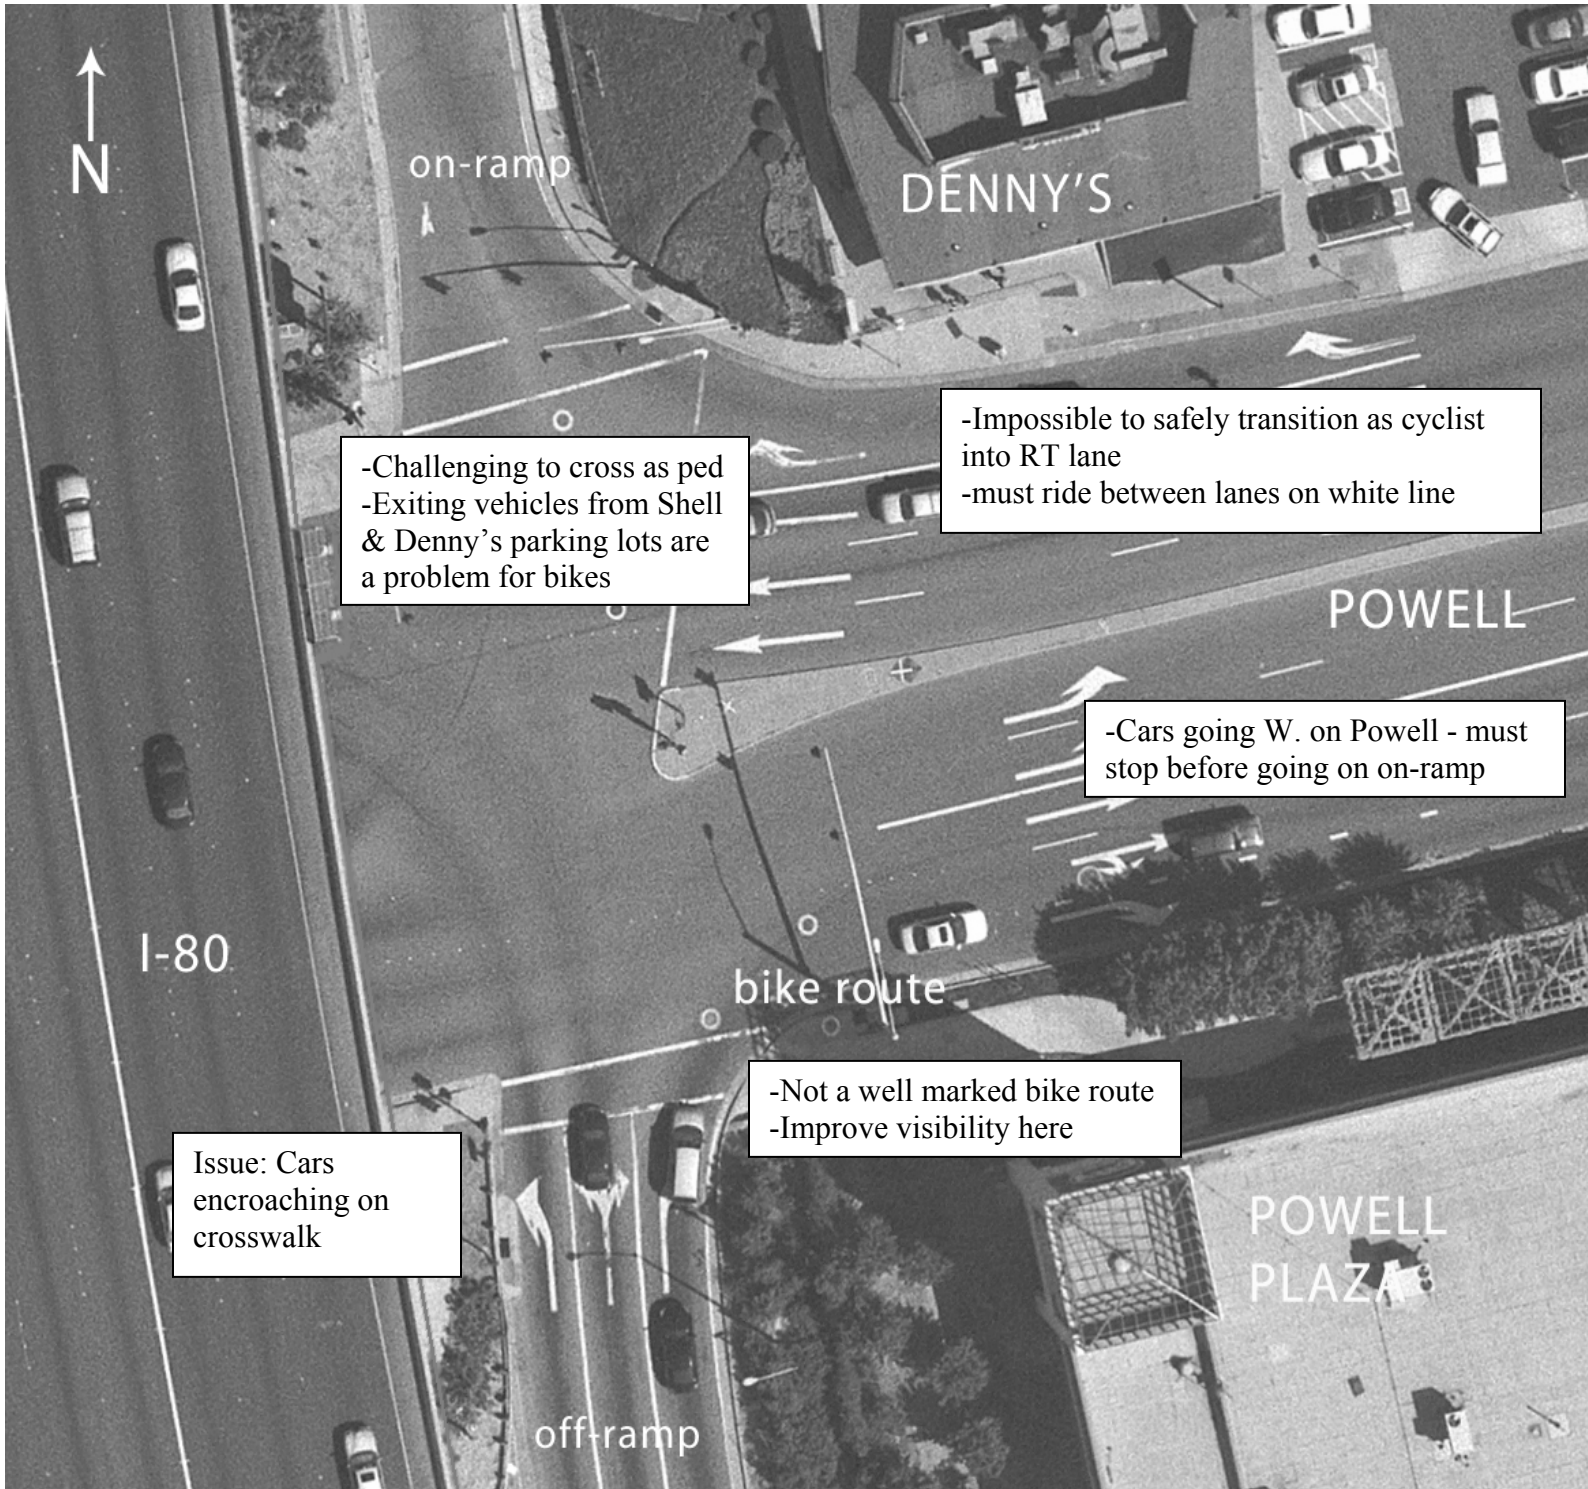 N
on-ramp
DENNY'S
-Impossible to safely transition as cyclist
into RT lane
-must ride between lanes on white line
-Challenging to cross as ped
-Exiting vehicles from Shell
& Denny's parking lots are
a problem for bikes
POWELL
-Cars going W. on Powell - must
stop before going on on-ramp
I-80
bike route
-Not a well marked bike route
-Improve visibility here
Issue: Cars
encroaching on
crosswalk
POWELL
PLAZA
off-ramp